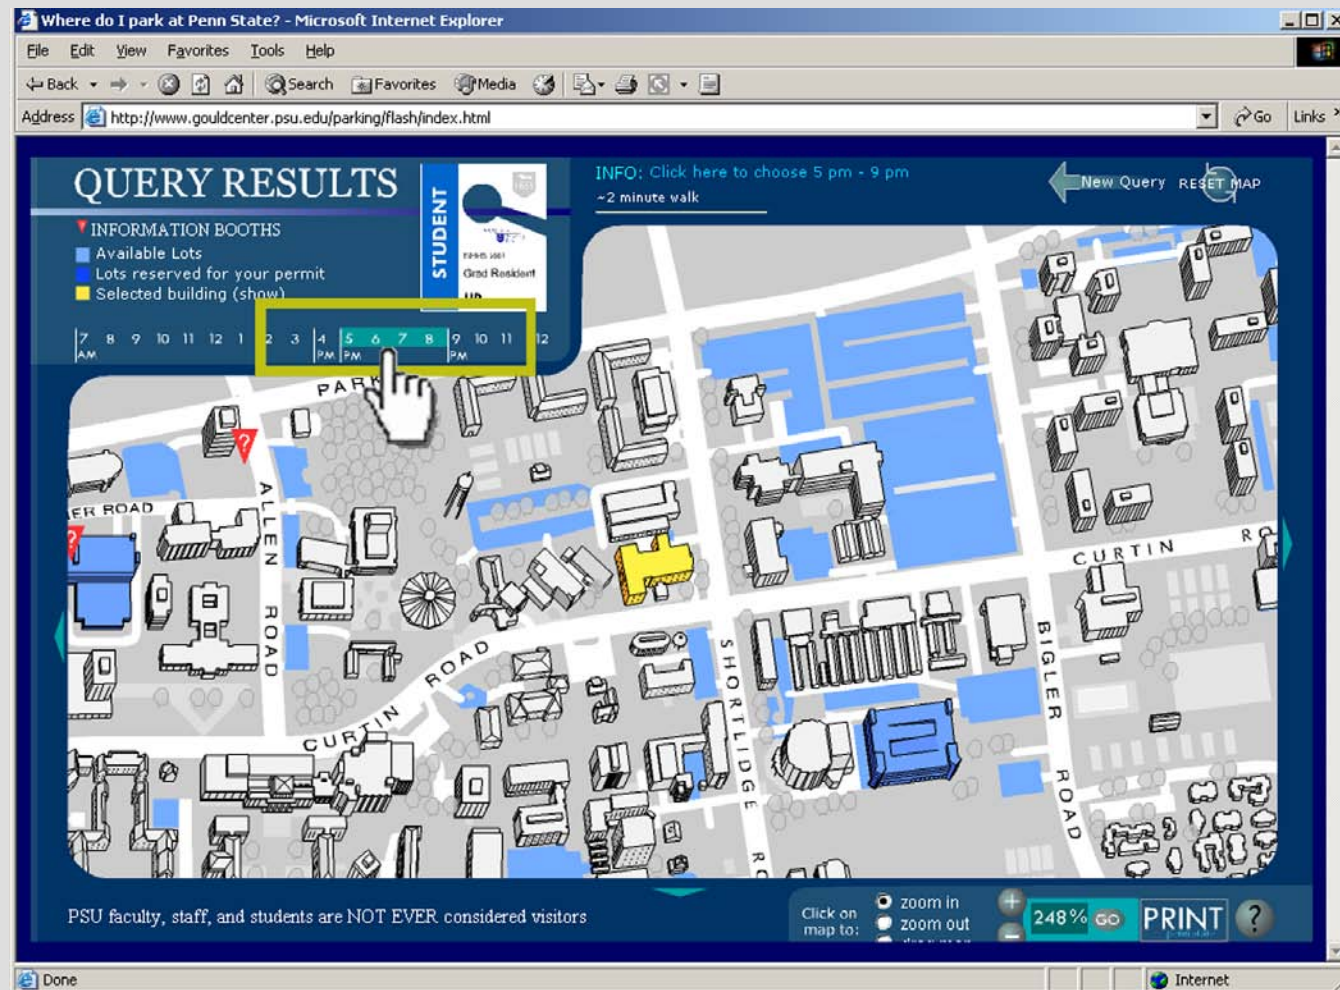 Where do I park at Penn State? - Microsoft Internet Explorer
File Edit View Favorites Tools Help
Back Search Favorites Media
Address http://www.gouldcenter.psu.edu/parking/flash/index.html Go Links
QUERY RESULTS
INFORMATION BOOTHS
Available Lots
Lots reserved for your permit
Selected building (show)
STUDENT
Grad Resident
UP
INFO: Click here to choose 5 pm - 9 pm
~2 minute walk
New Query RESET MAP
7 8 9 10 11 12 1 2 3 4 5 6 7 8 9 10 11 12
AM PM PM PM
PARK
ALLEN ROAD
ER ROAD
CURTIN ROAD
CURTIN R
SHORTLIDGE
BIGLER ROAD
PSU faculty, staff, and students are NOT EVER considered visitors
Click on
map to:
zoom in
zoom out
248% GO
PRINT
?
Done
Internet